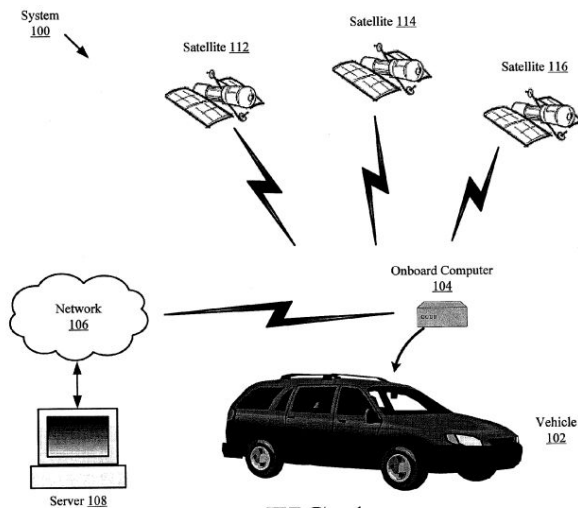 System
100
Satellite 112
Satellite 114
Satellite 116
Onboard Computer
104
Network
106
Vehicle
102
Server 108